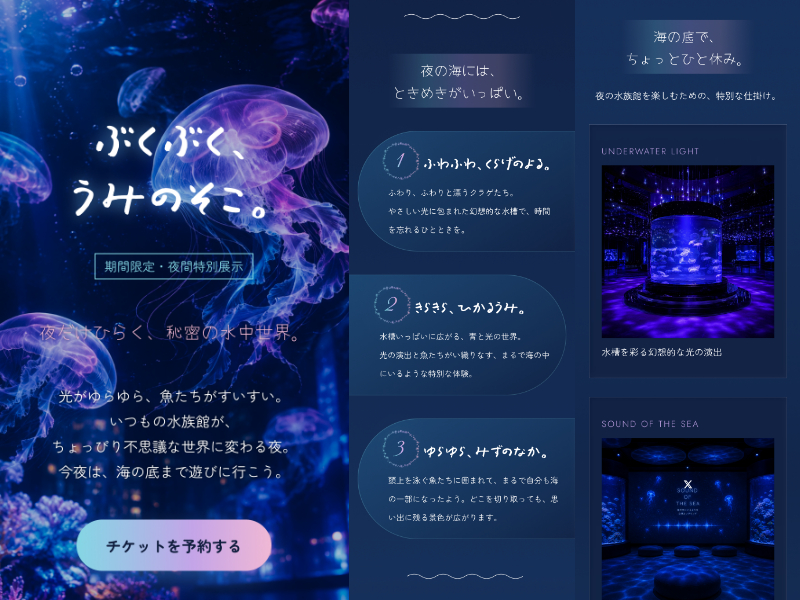 ぶくぶく、
うみのそこ。
期間限定・夜間特別展示
夜だけひらく、秘密の水中世界。
光がゆらゆら、魚たちがすいすい。
いつもの水族館が、
ちょっぴり不思議な世界に変わる夜。
今夜は、海の底まで遊びに行こう。
チケットを予約する
夜の海には、
ときめきがいっぱい。
1 ふわふわ、くらげのよる。
ふわり、ふわりと漂うクラゲたち。
やさしい光に包まれた幻想的な水槽で、時間
を忘れるひとときを。
2 きらきら、ひかるうみ。
水槽いっぱいに広がる、青と光の世界。
光の演出と魚たちがい織りなす、まるで海の中
にいるような特別な体験。
3 ゆらゆら、みずのなか。
頭上を泳ぐ魚たちに囲まれて、まるで自分も海
の一部になったよう。どこを切り取っても、思
い出に残る景色が広がります。
海の底で、
ちょっとひと休み。
夜の水族館を楽しむための、特別な仕掛け。
UNDERWATER LIGHT
水槽を彩る幻想的な光の演出
SOUND OF THE SEA
SOUND
OF
THE SEA